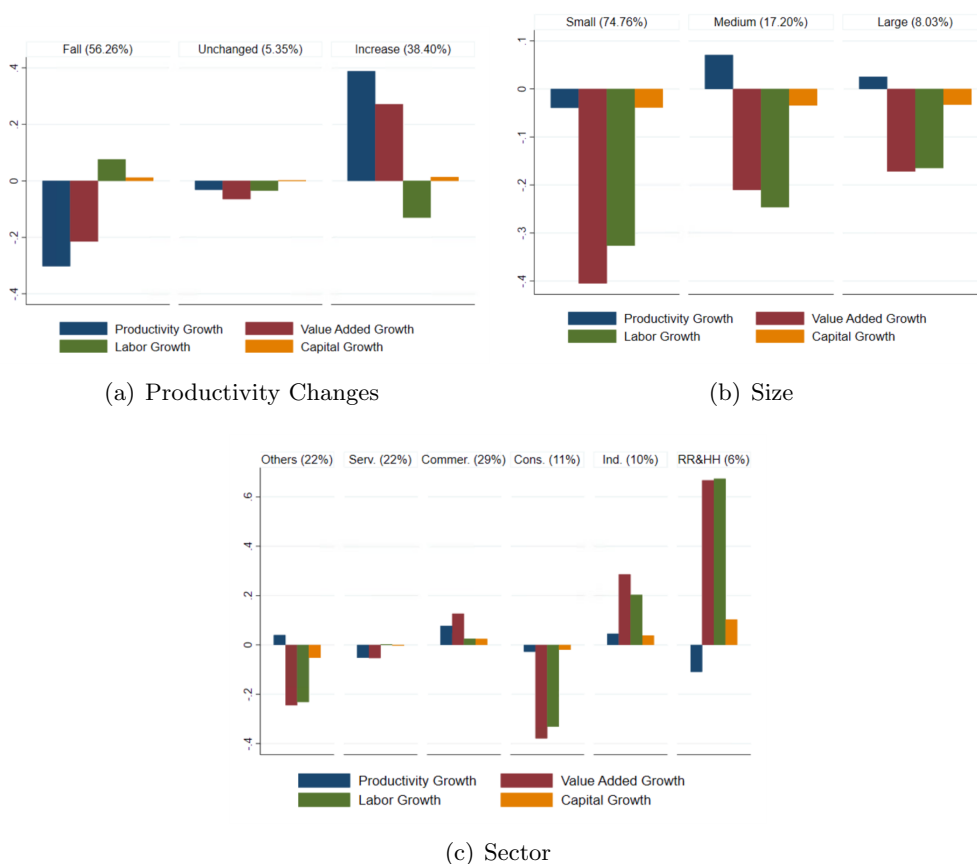 Fall (56.26%) Unchanged (5.35%) Increase (38.40%)
.4
.2
0
-.2
-.4
Productivity Growth Value Added Growth
Labor Growth Capital Growth
(a) Productivity Changes
Small (74.76%) Medium (17.20%) Large (8.03%)
.1
0
-.1
-.2
-.3
-.4
Productivity Growth Value Added Growth
Labor Growth Capital Growth
(b) Size
Others (22%) Serv. (22%) Commer. (29%) Cons. (11%) Ind. (10%) RR&HH (6%)
.6
.4
.2
0
-.2
-.4
Productivity Growth Value Added Growth
Labor Growth Capital Growth
(c) Sector